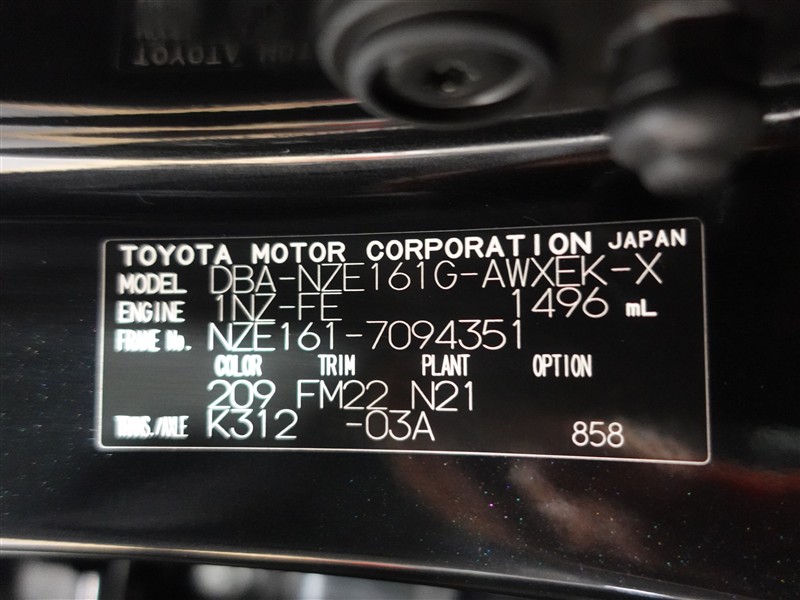 TOYOTA MOTOR CORPORATION JAPAN
MODEL DBA-NZE161G-AWXEK-X
ENGINE 1NZ-FE 1496 mL
FRAME No. NZE161-7094351
COLOR TRIM PLANT OPTION
209 FM22 N21
TRANS./AXLE K312 -03A 858